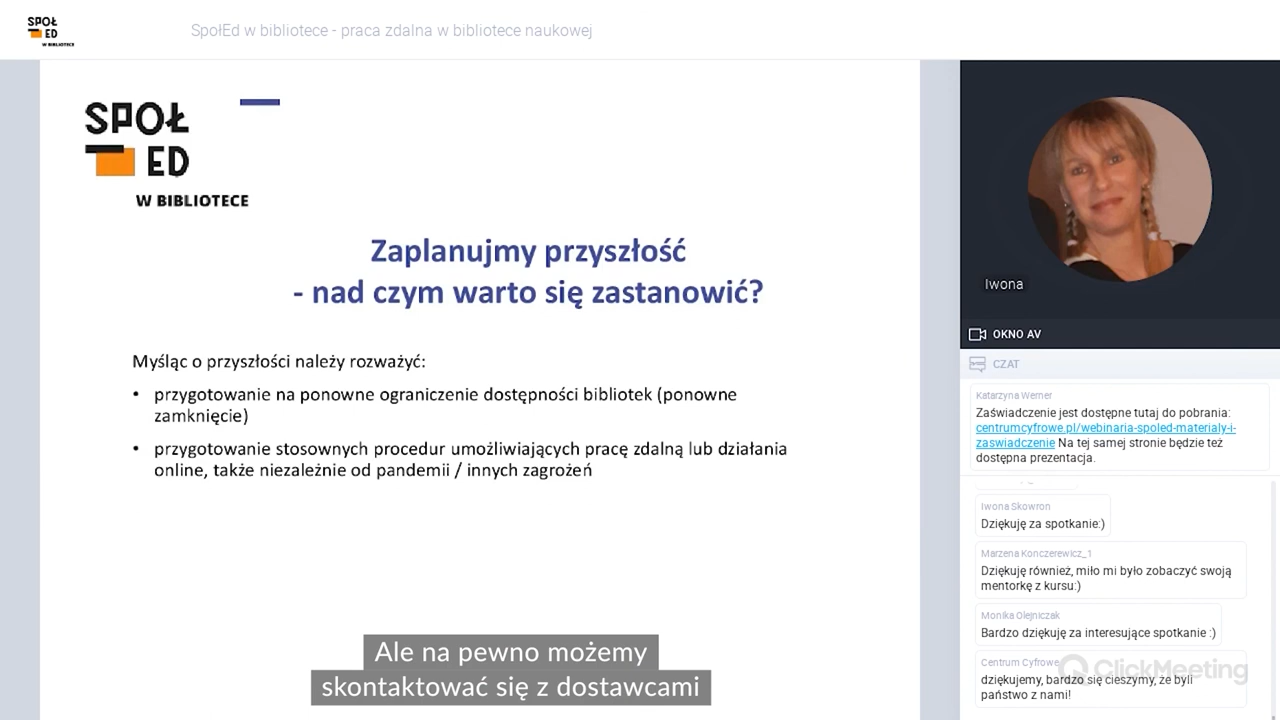 SPOŁ
ED
W BIBLIOTECE
SpołEd w bibliotece - praca zdalna w bibliotece naukowej
SPOŁ
ED
W BIBLIOTECE
Zaplanujmy przyszłość
- nad czym warto się zastanowić?
Myśląc o przyszłości należy rozważyć:
• przygotowanie na ponowne ograniczenie dostępności bibliotek (ponowne
zamknięcie)
• przygotowanie stosownych procedur umożliwiających pracę zdalną lub działania
online, także niezależnie od pandemii / innych zagrożeń
Ale na pewno możemy
skontaktować się z dostawcami
Iwona
OKNO AV
CZAT
Katarzyna Werner
Zaświadczenie jest dostępne tutaj do pobrania:
centrumcyfrowe.pl/webinaria-spoled-materialy-i-
zaswiadczenie Na tej samej stronie będzie też
dostępna prezentacja.
Iwona Skowron
Dziękuję za spotkanie:)
Marzena Konczerewicz_1
Dziękuję również, miło mi było zobaczyć swoją
mentorkę z kursu:)
Monika Olejniczak
Bardzo dziękuję za interesujące spotkanie :)
Centrum Cyfrowe
dziękujemy, bardzo się cieszymy, że byli
państwo z nami!
ClickMeeting